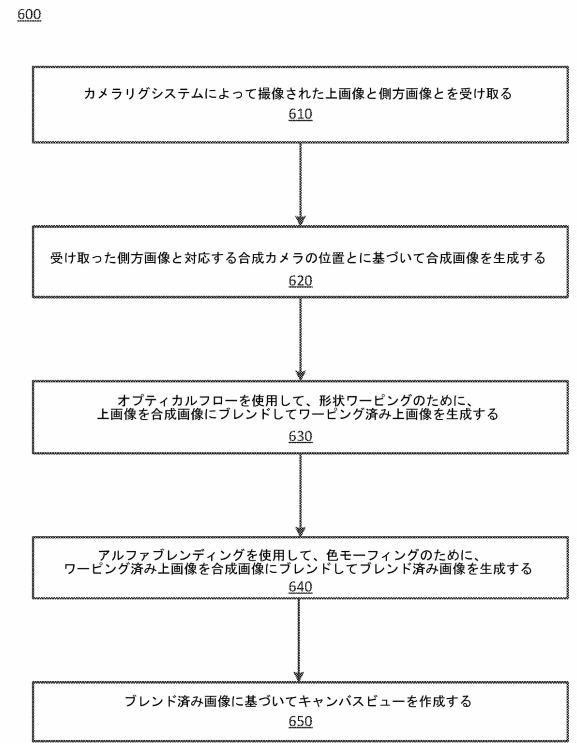 600
カメラリグシステムによって撮像された上画像と側方画像とを受け取る
610
受け取った側方画像と対応する合成カメラの位置とに基づいて合成画像を生成する
620
オプティカルフローを使用して、形状ワーピングのために、
上画像を合成画像にブレンドしてワーピング済み上画像を生成する
630
アルファブレンディングを使用して、色モーフィングのために、
ワーピング済み上画像を合成画像にブレンドしてブレンド済み画像を生成する
640
ブレンド済み画像に基づいてキャンバスビューを作成する
650